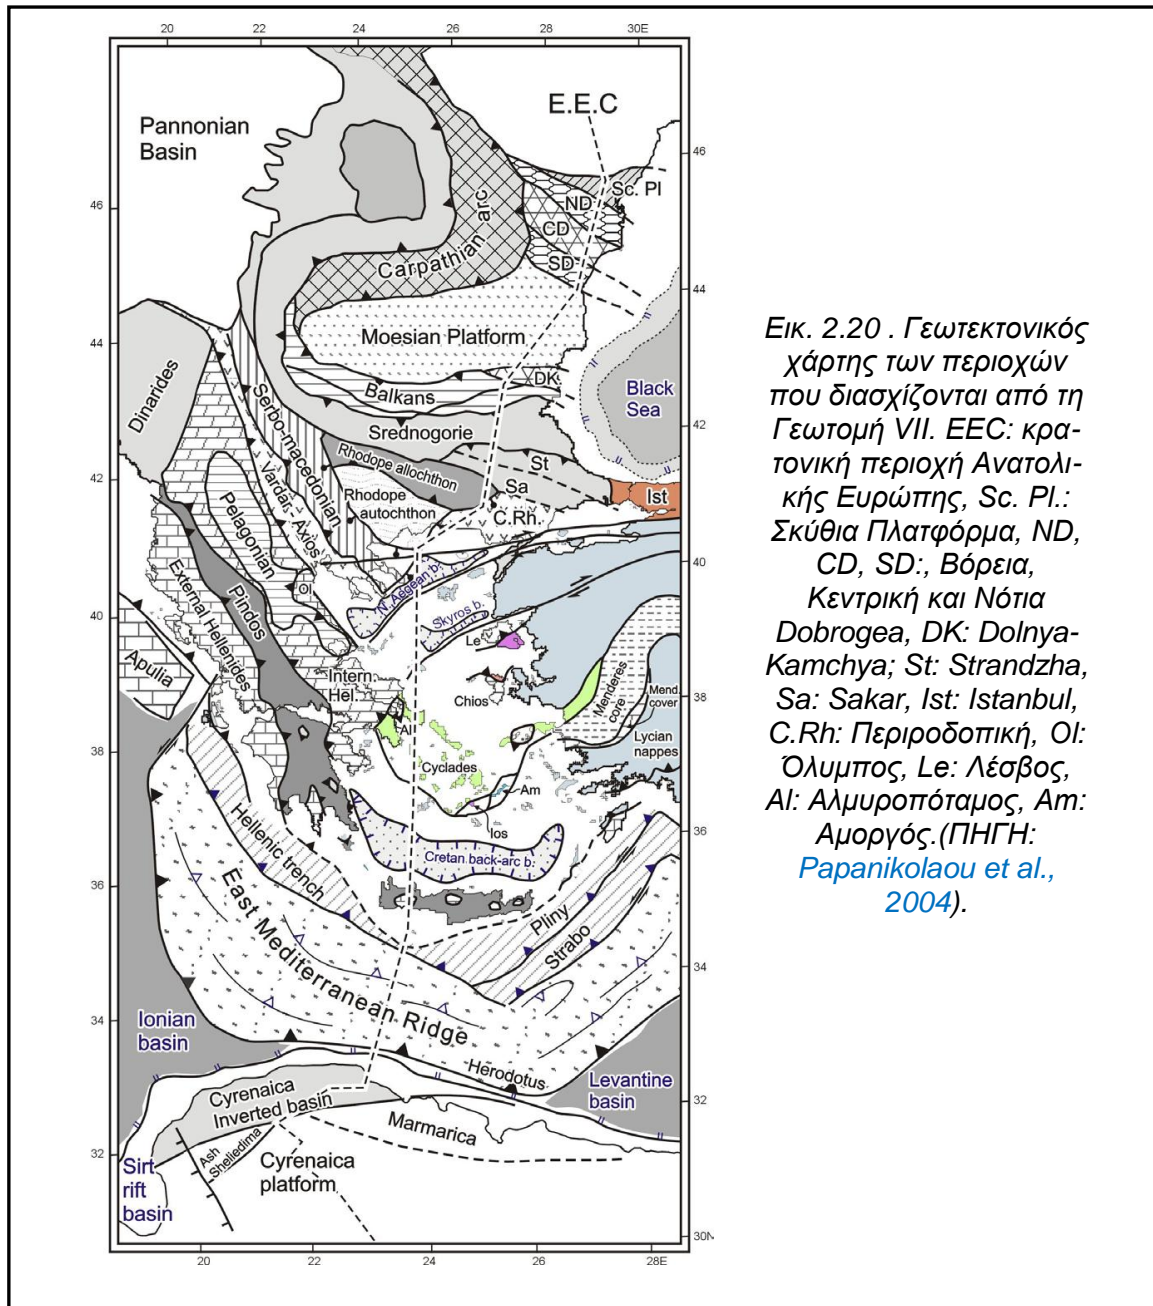 20 22 24 26 28 30E
E.E.C
Pannonian
Basin
46
Sc. Pl
ND
46
CD
Carpathian arc
SD
44
Moesian Platform
44
Dinarides
DK
Black
Sea
Balkans
Serbo-macedonian
Srednogorie
42
Rhodope allochthon
St
42
Vardar Axios
Sa
Ist
Rhodope
autochthon
Pelagonian
C.Rh.
40
Ol
N. Aegean b.
External Hellenides
Pindos
40
Skyros b.
Le
Apulia
Intern.
Hel
Menderes
core
Mend.
cover
38
Chios
Al
Lycian
nappes
38
Cyclades
Am
Hellenic trench
Ios
36
Cretan back-arc b.
36
Pliny
Strabo
East Mediterranean Ridge
34
34
Ionian
basin
Herodotus
Levantine
basin
Cyrenaica
Inverted basin
32
Marmarica
32
Ash
Sheliedima
Sirt
rift
basin
Cyrenaica
platform
30N
20 22 24 26 28E
Εικ. 2.20 . Γεωτεκτονικός
χάρτης των περιοχών
που διασχίζονται από τη
Γεωτομή VII. EEC: κρα-
τονική περιοχή Ανατολι-
κής Ευρώπης, Sc. Pl.:
Σκύθια Πλατφόρμα, ND,
CD, SD:, Βόρεια,
Κεντρική και Νότια
Dobrogea, DK: Dolnya-
Kamchya; St: Strandzha,
Sa: Sakar, Ist: Istanbul,
C.Rh: Περιροδοπική, Ol:
Όλυμπος, Le: Λέσβος,
Al: Αλμυροπόταμος, Am:
Αμοργός.(ΠΗΓΗ:
Papanikolaou et al.,
2004).